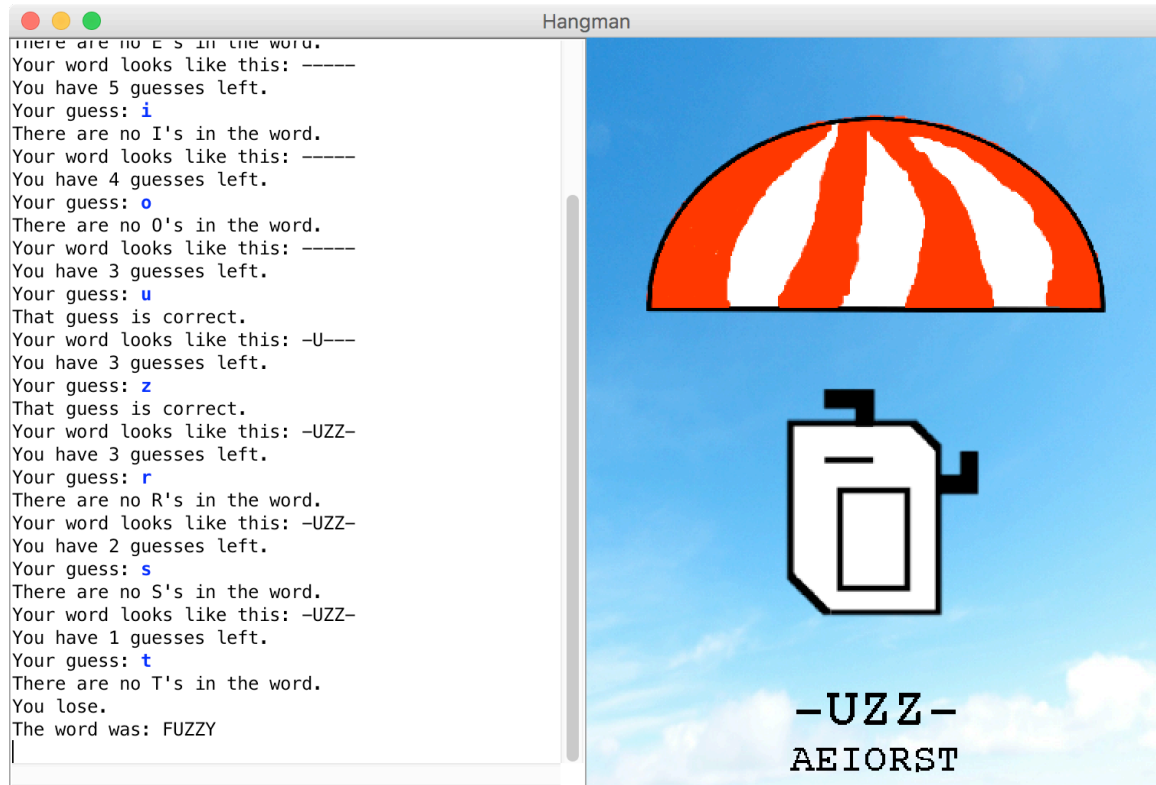 Hangman
There are no E's in the word.
Your word looks like this: -----
You have 5 guesses left.
Your guess: i
There are no I's in the word.
Your word looks like this: -----
You have 4 guesses left.
Your guess: o
There are no O's in the word.
Your word looks like this: -----
You have 3 guesses left.
Your guess: u
That guess is correct.
Your word looks like this: -U---
You have 3 guesses left.
Your guess: z
That guess is correct.
Your word looks like this: -UZZ-
You have 3 guesses left.
Your guess: r
There are no R's in the word.
Your word looks like this: -UZZ-
You have 2 guesses left.
Your guess: s
There are no S's in the word.
Your word looks like this: -UZZ-
You have 1 guesses left.
Your guess: t
There are no T's in the word.
You lose.
The word was: FUZZY
-UZZ-
AEIORST